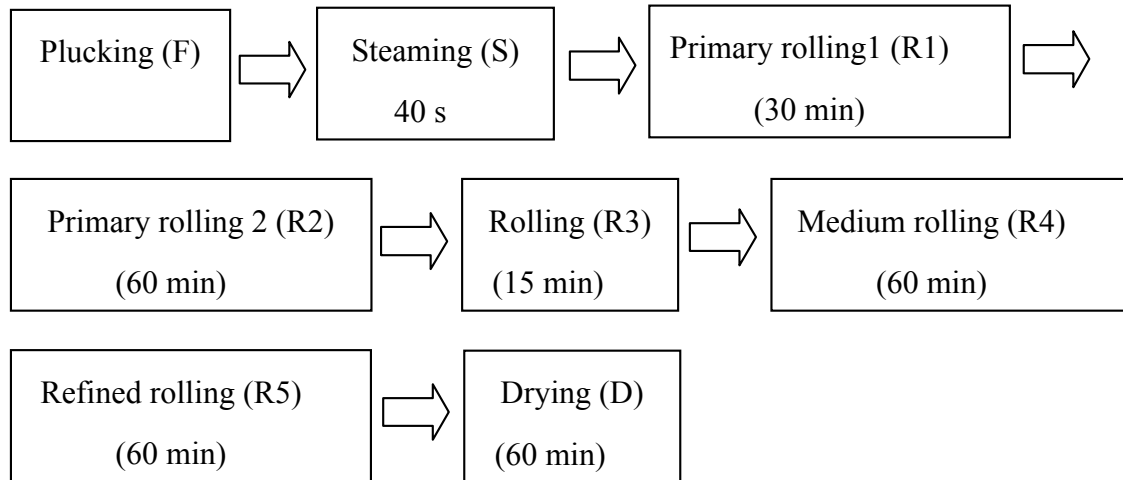 Plucking (F)
Steaming (S)
40 s
Primary rolling1 (R1)
(30 min)
Primary rolling 2 (R2)
(60 min)
Rolling (R3)
(15 min)
Medium rolling (R4)
(60 min)
Refined rolling (R5)
(60 min)
Drying (D)
(60 min)